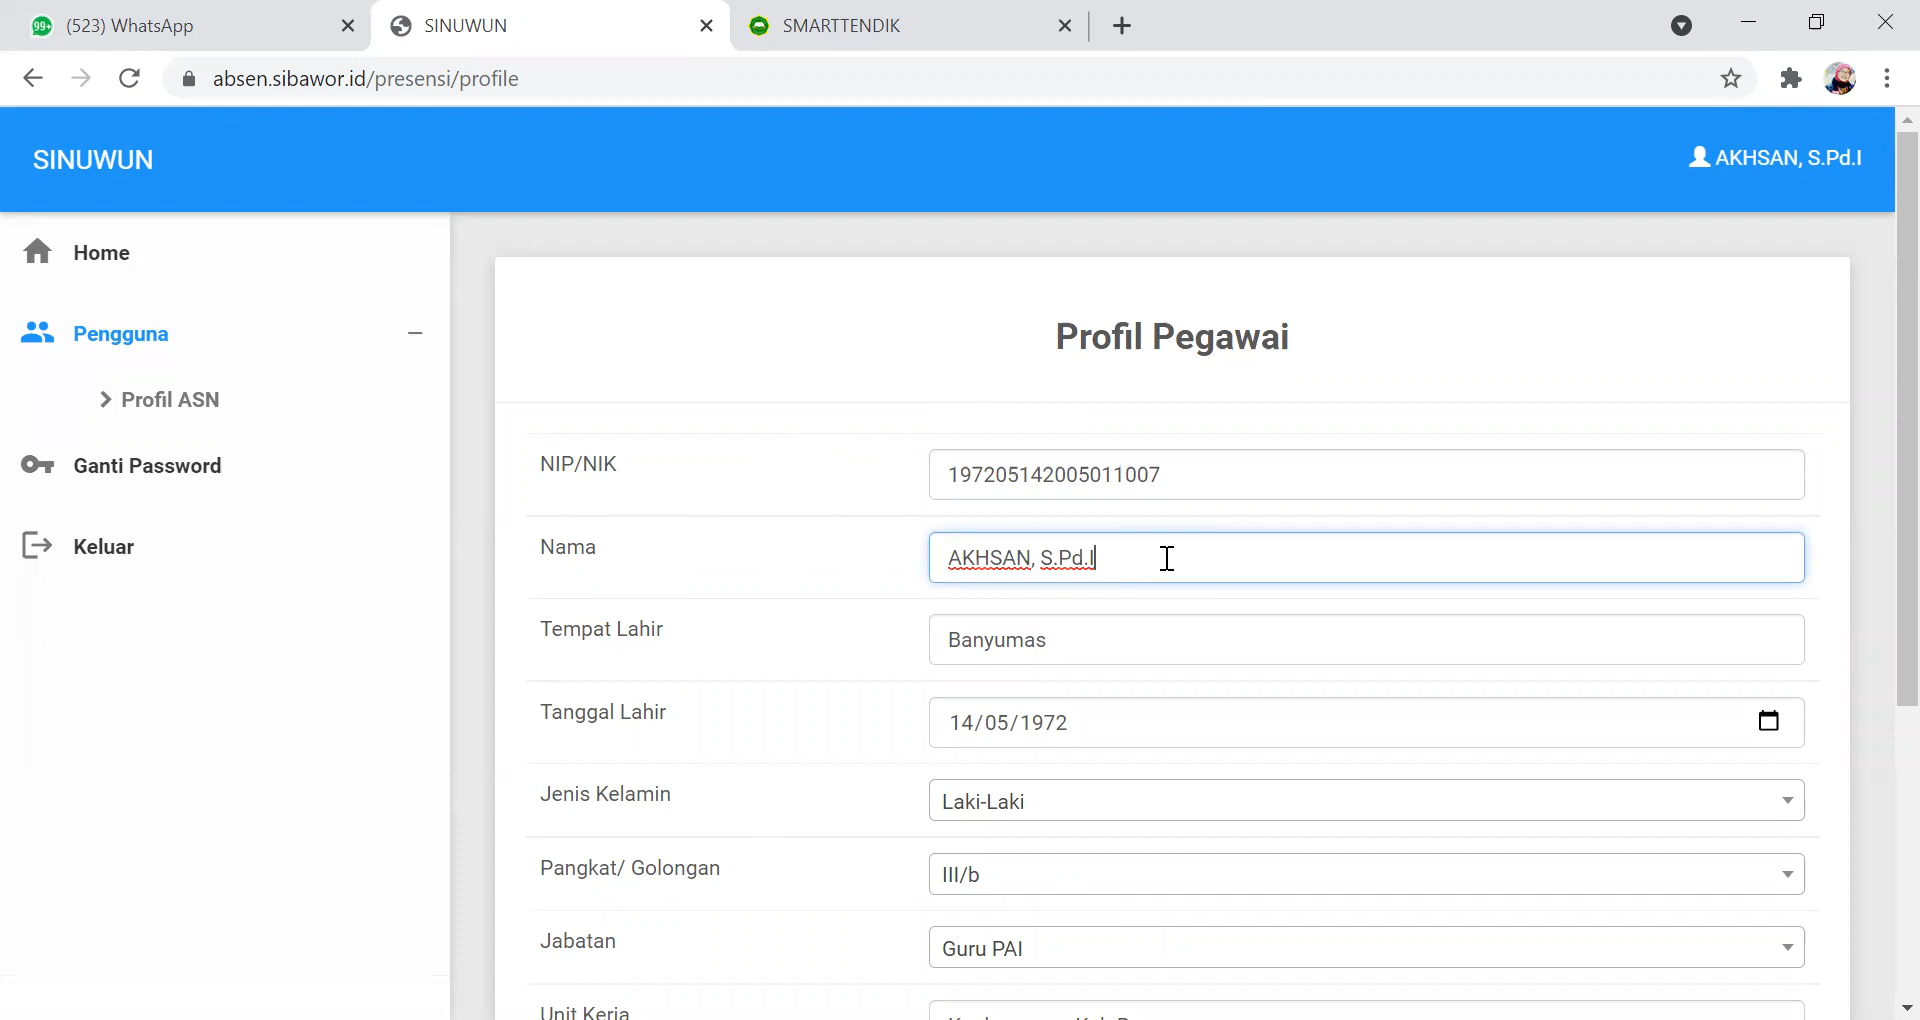 99+ (523) WhatsApp
SINUWUN
SMARTTENDIK
absen.sibawor.id/presensi/profile
SINUWUN
AKHSAN, S.Pd.I
Home
Pengguna
Profil ASN
Ganti Password
Keluar
Profil Pegawai
NIP/NIK
197205142005011007
Nama
AKHSAN, S.Pd.I
Tempat Lahir
Banyumas
Tanggal Lahir
14/05/1972
Jenis Kelamin
Laki-Laki
Pangkat/ Golongan
III/b
Jabatan
Guru PAI
Unit Kerja